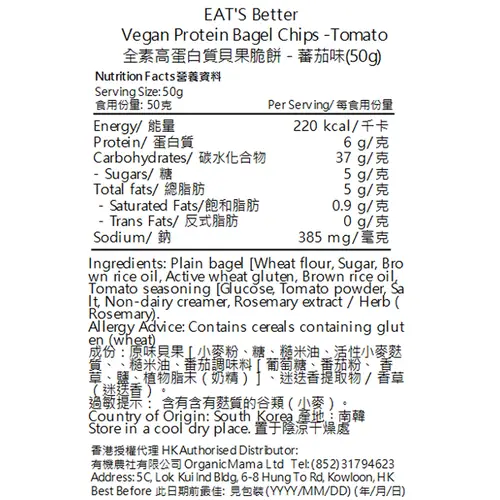 EAT'S Better
Vegan Protein Bagel Chips -Tomato
全素高蛋白質貝果脆餅 - 蕃茄味(50g)
Nutrition Facts營養資料
Serving Size: 50g
食用份量: 50克 Per Serving/ 每食用份量
Energy/ 能量 220 kcal/千卡
Protein/ 蛋白質 6 g/克
Carbohydrates/ 碳水化合物 37 g/克
- Sugars/ 糖 5 g/克
Total fats/ 總脂肪 5 g/克
- Saturated Fats/飽和脂肪 0.9 g/克
- Trans Fats/ 反式脂肪 0 g/克
Sodium/ 鈉 385 mg/毫克
Ingredients: Plain bagel [Wheat flour, Sugar, Bro
wn rice oil, Active wheat gluten, Brown rice oil,
Tomato seasoning [Glucose, Tomato powder, Sa
lt, Non-dairy creamer, Rosemary extract / Herb (
Rosemary).
Allergy Advice: Contains cereals containing glut
en (wheat)
成份：原味貝果 [ 小麥粉、糖、糙米油、活性小麥麩
質、、糙米油、蕃茄調味料 [ 葡萄糖、蕃茄粉、 香
草、鹽、植物脂末（奶精）] 、迷迭香提取物 / 香草
（迷迭香）。
過敏提示： 含有含有麩質的谷類（小麥）。
Country of Origin: South Korea 產地：南韓
Store in a cool dry place. 置于陰涼干燥處
香港授權代理 HK Authorised Distributor:
有機農社有限公司 OrganicMama Ltd Tel:(852) 31794623
Address: 5C, Lok Kui Ind Bldg, 6-8 Hung To Rd, Kowloon, HK
Best Before 此日期前最佳: 見包裝 (YYYY/MM/DD) (年/月/日)